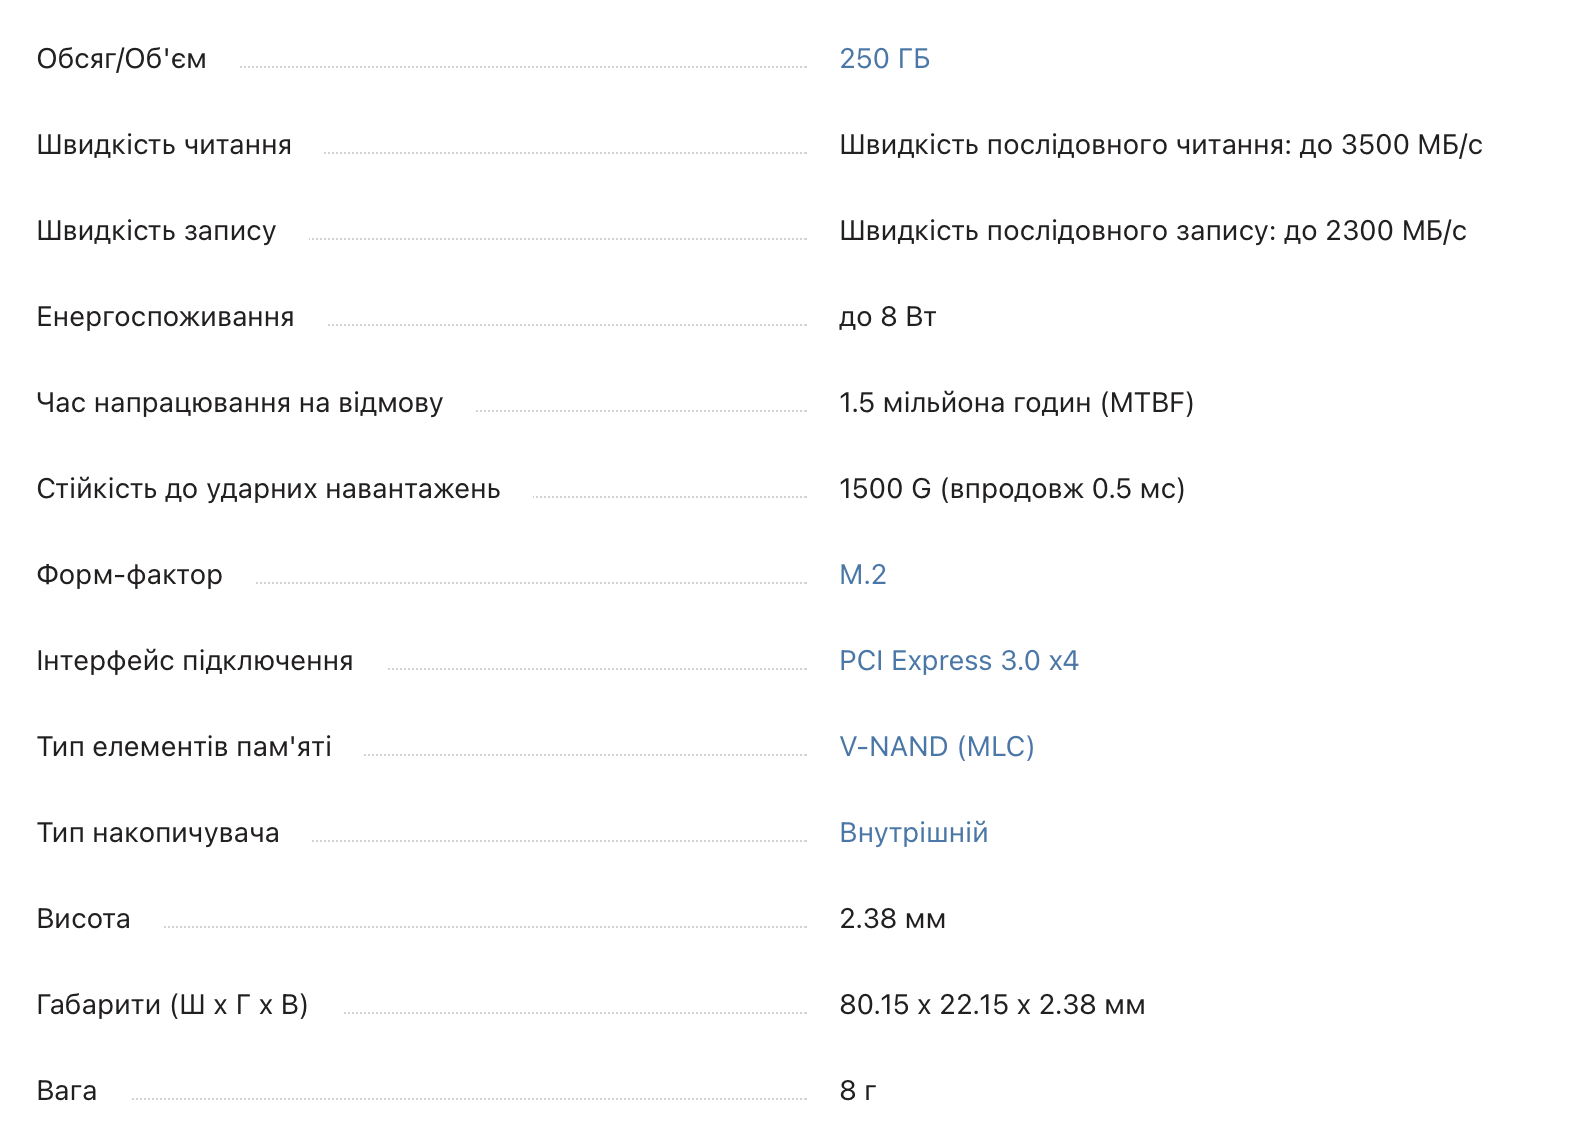 Обсяг/Об'єм 250 ГБ
Швидкість читання Швидкість послідовного читання: до 3500 МБ/с
Швидкість запису Швидкість послідовного запису: до 2300 МБ/с
Енергоспоживання до 8 Вт
Час напрацювання на відмову 1.5 мільйона годин (MTBF)
Стійкість до ударних навантажень 1500 G (впродовж 0.5 мс)
Форм-фактор M.2
Інтерфейс підключення PCI Express 3.0 x4
Тип елементів пам'яті V-NAND (MLC)
Тип накопичувача Внутрішній
Висота 2.38 мм
Габарити (Ш х Г х В) 80.15 x 22.15 x 2.38 мм
Вага 8 г